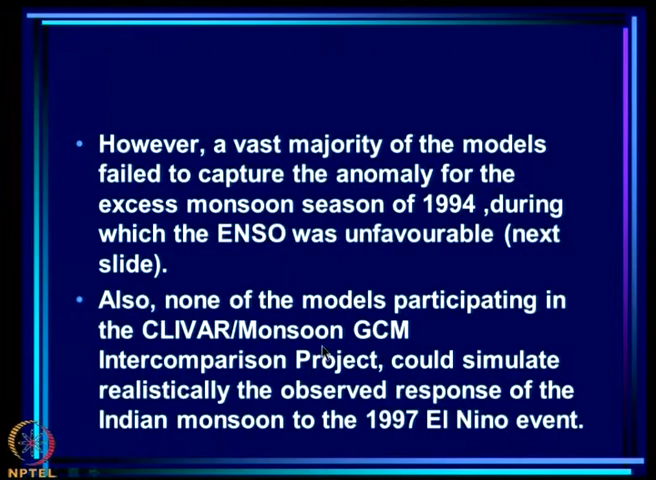 However, a vast majority of the models
failed to capture the anomaly for the
excess monsoon season of 1994 ,during
which the ENSO was unfavourable (next
slide).
Also, none of the models participating in
the CLIVAR/Monsoon GCM
Intercomparison Project, could simulate
realistically the observed response of the
Indian monsoon to the 1997 El Nino event.
NPTEL